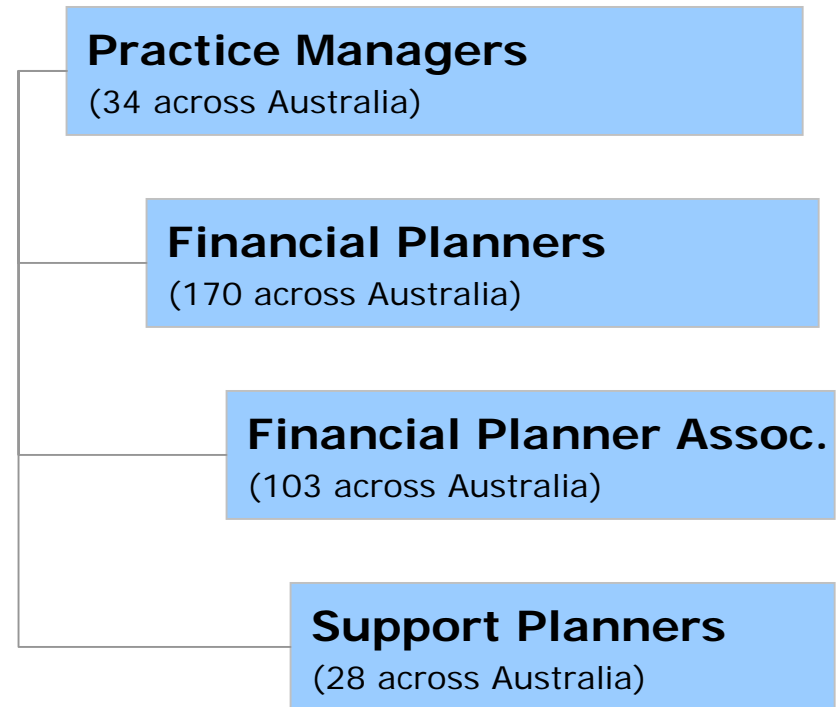 Practice Managers
(34 across Australia)
Financial Planners
(170 across Australia)
Financial Planner Assoc.
(103 across Australia)
Support Planners
(28 across Australia)